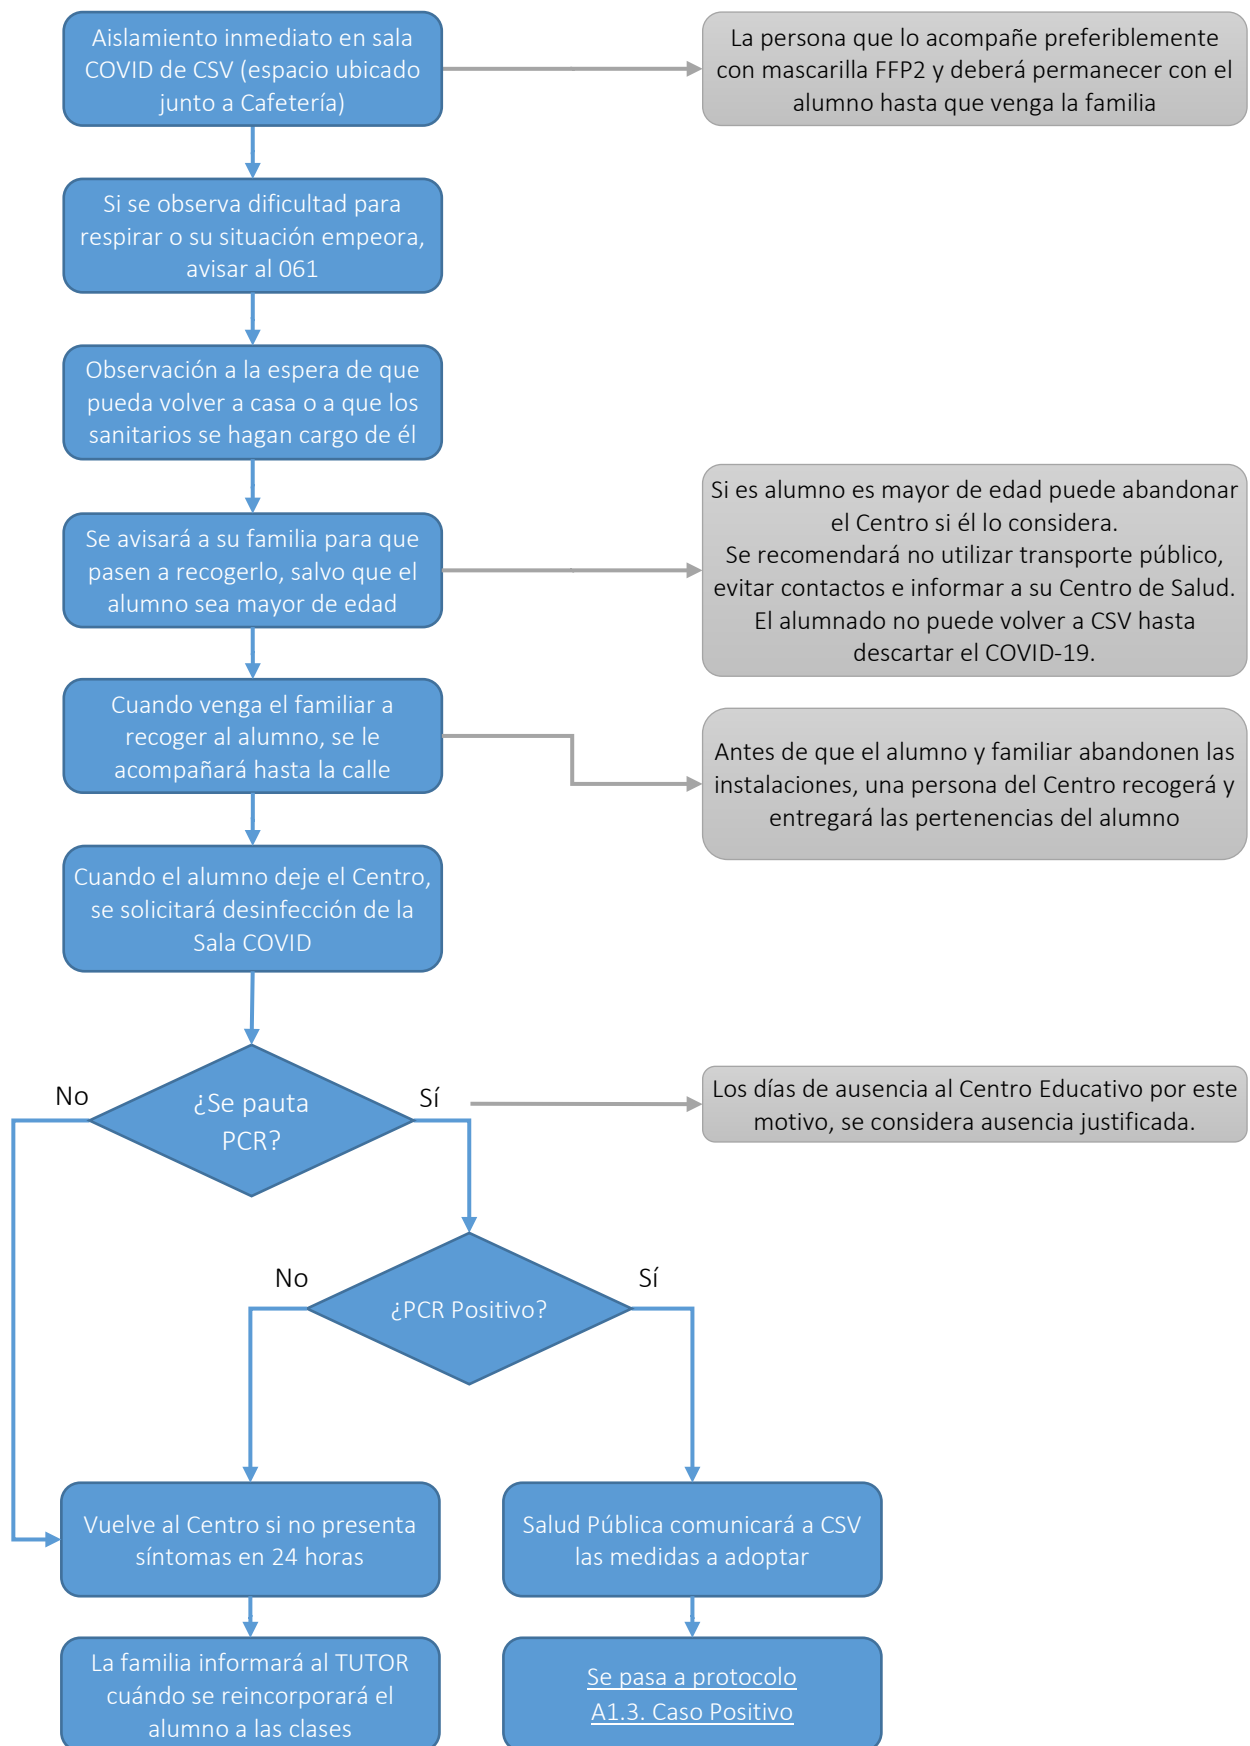 Aislamiento inmediato en sala
COVID de CSV (espacio ubicado
junto a Cafetería)
La persona que lo acompañe preferiblemente
con mascarilla FFP2 y deberá permanecer con el
alumno hasta que venga la familia
Si se observa dificultad para
respirar o su situación empeora,
avisar al 061
Observación a la espera de que
pueda volver a casa o a que los
sanitarios se hagan cargo de él
Se avisará a su familia para que
pasen a recogerlo, salvo que el
alumno sea mayor de edad
Si es alumno es mayor de edad puede abandonar
el Centro si él lo considera.
Se recomendará no utilizar transporte público,
evitar contactos e informar a su Centro de Salud.
El alumnado no puede volver a CSV hasta
descartar el COVID-19.
Cuando venga el familiar a
recoger al alumno, se le
acompañará hasta la calle
Antes de que el alumno y familiar abandonen las
instalaciones, una persona del Centro recogerá y
entregará las pertenencias del alumno
Cuando el alumno deje el Centro,
se solicitará desinfección de la
Sala COVID
No
¿Se pauta
PCR?
Sí
Los días de ausencia al Centro Educativo por este
motivo, se considera ausencia justificada.
No
¿PCR Positivo?
Sí
Vuelve al Centro si no presenta
síntomas en 24 horas
Salud Pública comunicará a CSV
las medidas a adoptar
La familia informará al TUTOR
cuándo se reincorporará el
alumno a las clases
Se pasa a protocolo
A1.3. Caso Positivo